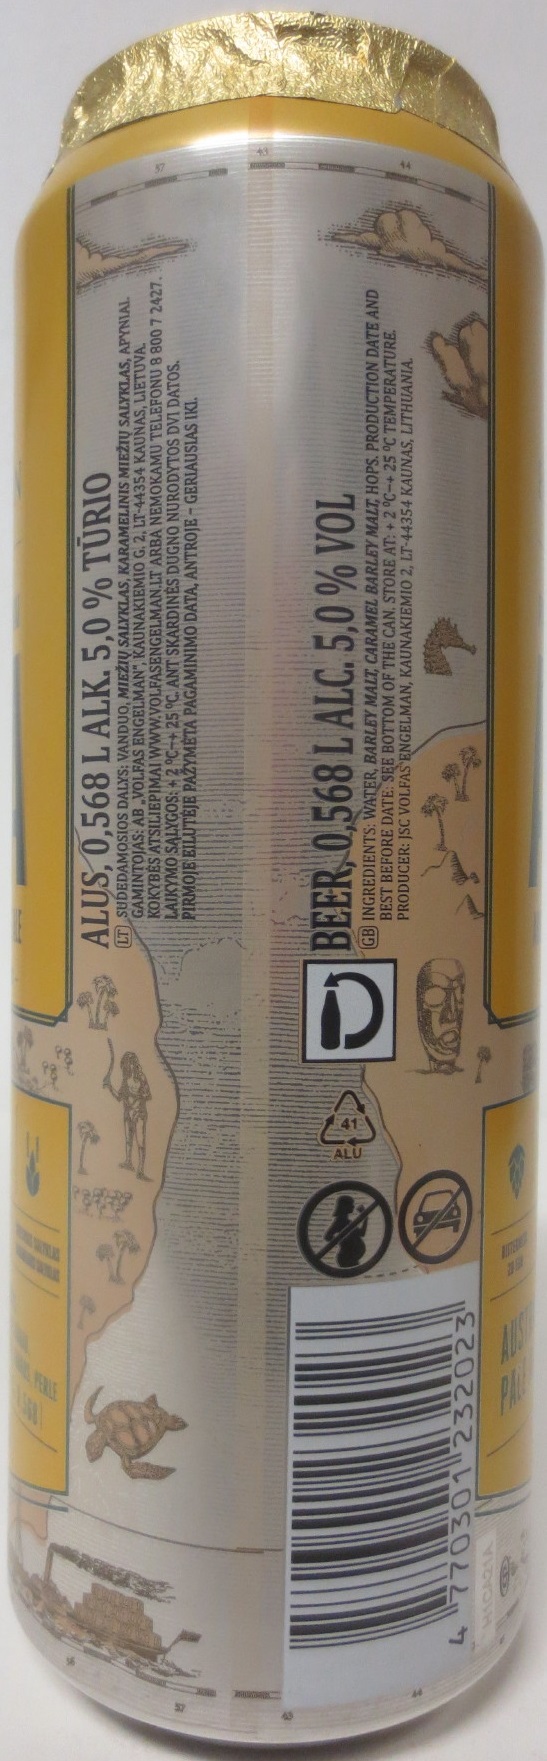 ALUS, 0,568 L ALK. 5,0 % TŪRIO
LT SUDEDAMOSIOS DALYS: VANDUO, MIEŽIŲ SALYKLAS, KARAMELINIS MIEŽIŲ SALYKLAS, APYNIAI.
GAMINTOJAS: AB „VOLFAS ENGELMAN", KAUNAKIEMIO G. 2, LT-44354 KAUNAS, LIETUVA.
KOKYBĖS ATSILIEPIMAI WWW.VOLFASENGELMAN.LT ARBA NEMOKAMU TELEFONU 8 800 7 2427.
LAIKYMO SĄLYGOS: + 2 °C–+ 25 °C. ANT SKARDINĖS DUGNO NURODYTOS DVI DATOS.
PIRMOJE EILUTĖJE PAŽYMĖTA PAGAMINIMO DATA, ANTROJE – GERIAUSIAS IKI.
BEER, 0,568 L ALC. 5,0 % VOL
GB INGREDIENTS: WATER, BARLEY MALT, CARAMEL BARLEY MALT, HOPS. PRODUCTION DATE AND
BEST BEFORE DATE: SEE BOTTOM OF THE CAN. STORE AT: + 2 °C–+ 25 °C TEMPERATURE.
PRODUCER: JSC VOLFAS ENGELMAN, KAUNAKIEMIO 2, LT-44354 KAUNAS, LITHUANIA.
D
41
ALU
4 770301 232023
37
43
44
PERLE